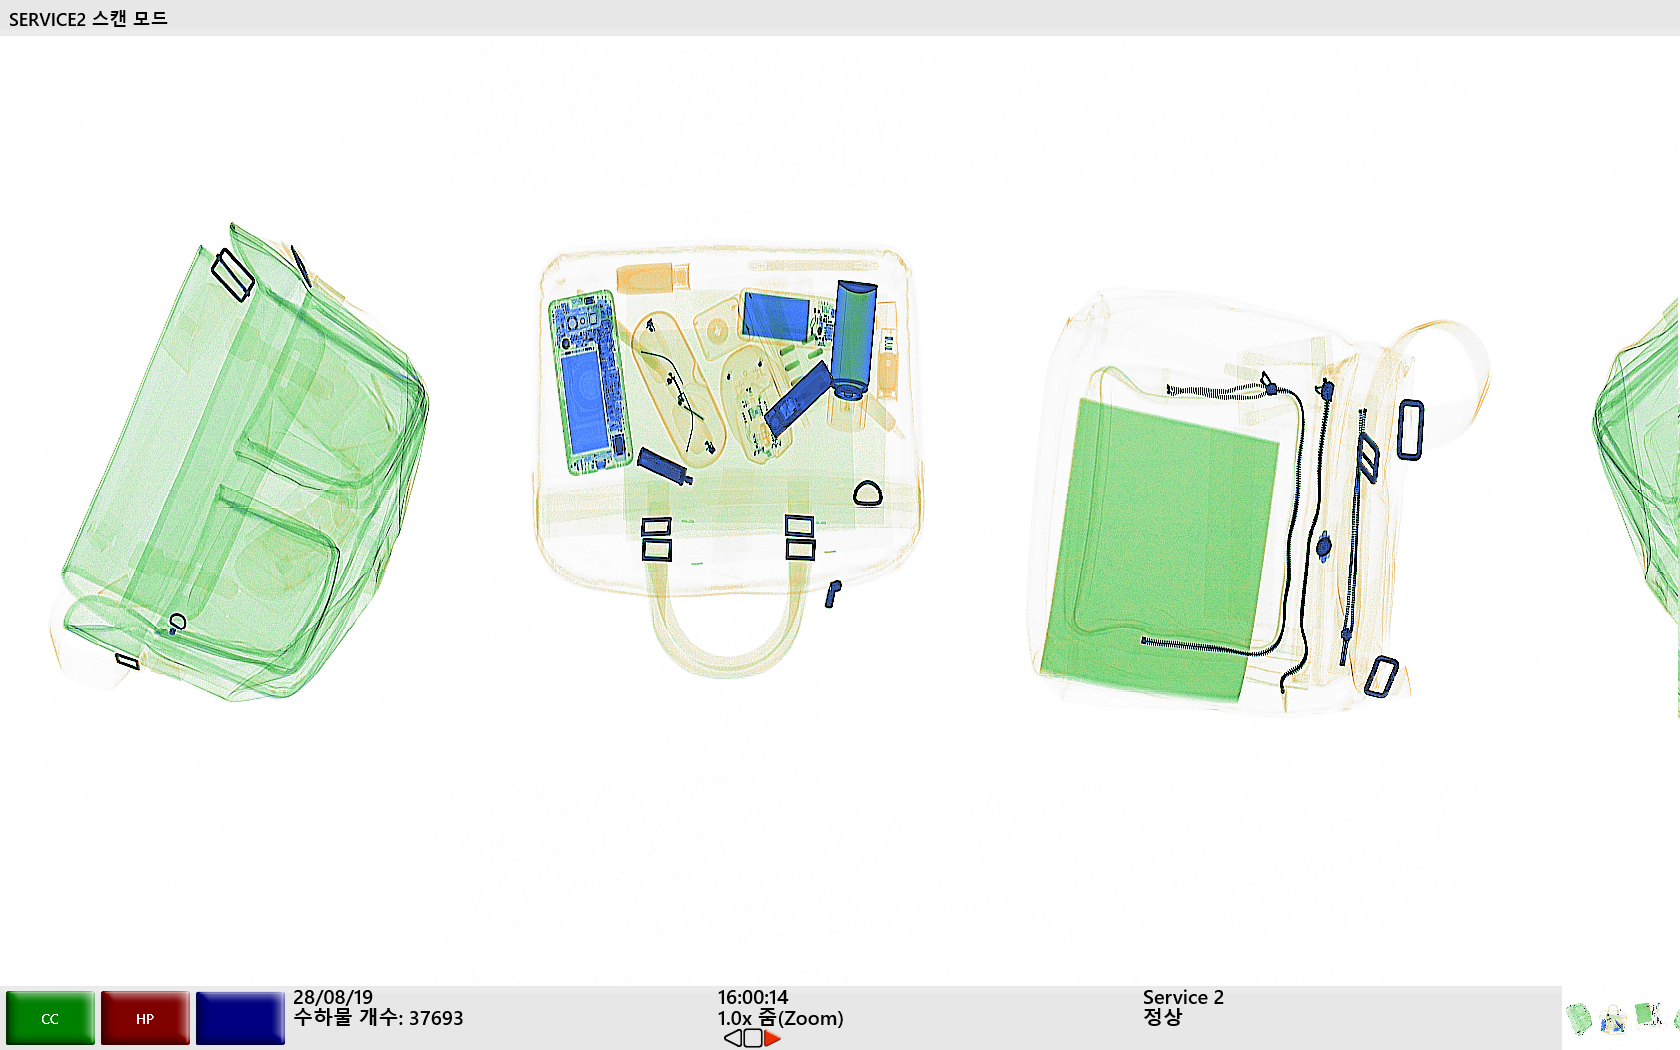 SERVICE2 스캔 모드
CC
HP
28/08/19
수하물 개수: 37693
16:00:14
1.0x 줌(Zoom)
Service 2
정상